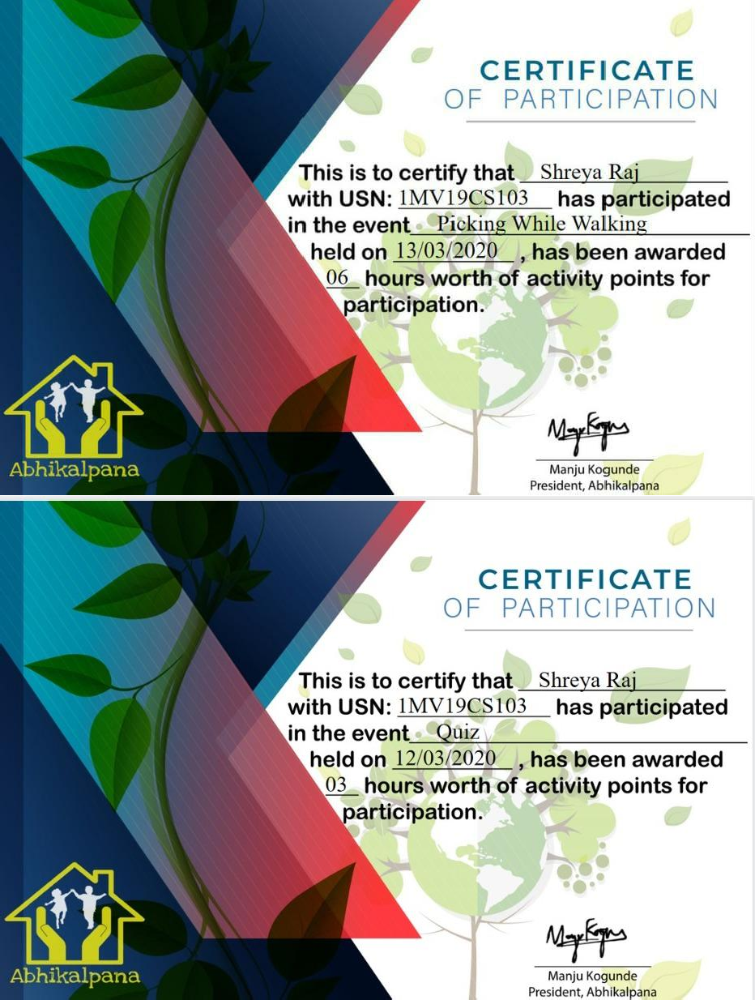 CERTIFICATE
OF PARTICIPATION
This is to certify that Shreya Raj
with USN: 1MV19CS103 has participated
in the event Picking While Walking
held on 13/03/2020 , has been awarded
06 hours worth of activity points for
participation.
Abhikalpana
Manju Kogunde
President, Abhikalpana
CERTIFICATE
OF PARTICIPATION
This is to certify that Shreya Raj
with USN: 1MV19CS103 has participated
in the event Quiz
held on 12/03/2020 , has been awarded
03 hours worth of activity points for
participation.
Abhikalpana
Manju Kogunde
President, Abhikalpana